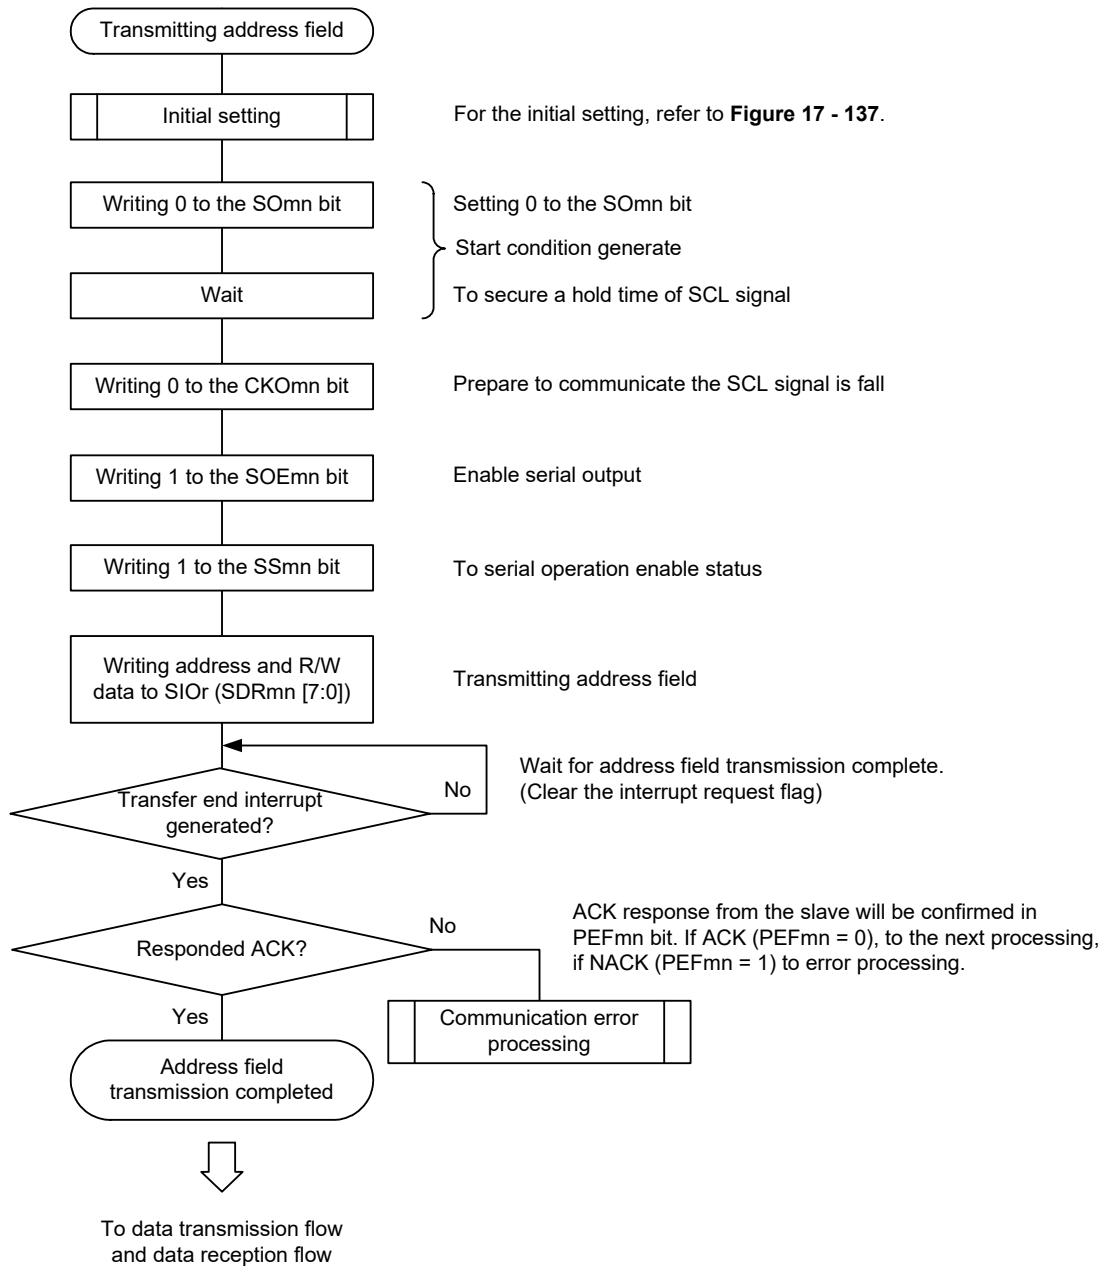 Transmitting address field
Initial setting
For the initial setting, refer to Figure 17 - 137.
Writing 0 to the SOmn bit
Setting 0 to the SOmn bit
Start condition generate
Wait
To secure a hold time of SCL signal
Writing 0 to the CKOmn bit
Prepare to communicate the SCL signal is fall
Writing 1 to the SOEmn bit
Enable serial output
Writing 1 to the SSmn bit
To serial operation enable status
Writing address and R/W
data to SIOr (SDRmn [7:0])
Transmitting address field
Transfer end interrupt
generated?
No
Wait for address field transmission complete.
(Clear the interrupt request flag)
Yes
Responded ACK?
No
ACK response from the slave will be confirmed in
PEFmn bit. If ACK (PEFmn = 0), to the next processing,
if NACK (PEFmn = 1) to error processing.
Yes
Communication error
processing
Address field
transmission completed
To data transmission flow
and data reception flow